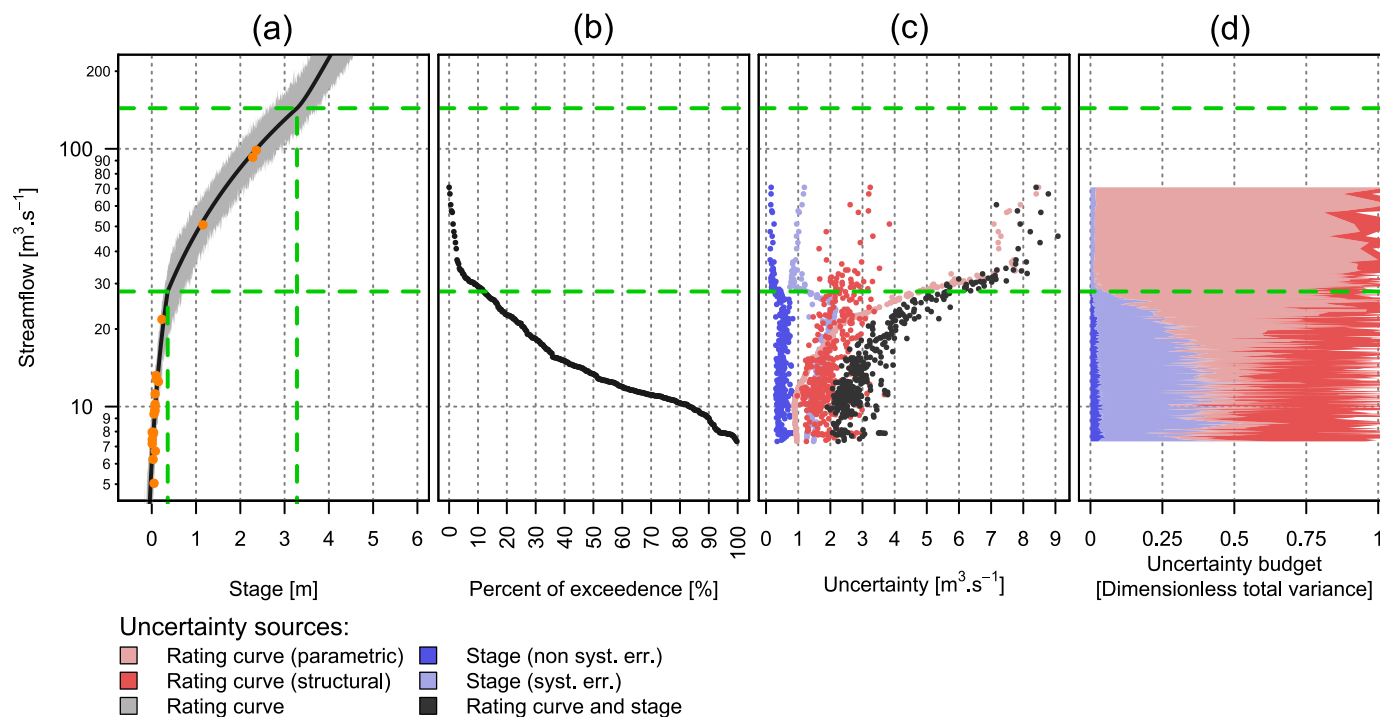 (a) (b) (c) (d)
200
100
90
80
70
60
50
40
30
20
10
9
8
7
6
5
Streamflow [m³.s⁻¹]
0 1 2 3 4 5 6
0 10 20 30 40 50 60 70 80 90 100
0 1 2 3 4 5 6 7 8 9
0 0.25 0.5 0.75 1
Stage [m]
Percent of exceedence [%]
Uncertainty [m³.s⁻¹]
Uncertainty budget
[Dimensionless total variance]
Uncertainty sources:
Rating curve (parametric)
Rating curve (structural)
Rating curve
Stage (non syst. err.)
Stage (syst. err.)
Rating curve and stage